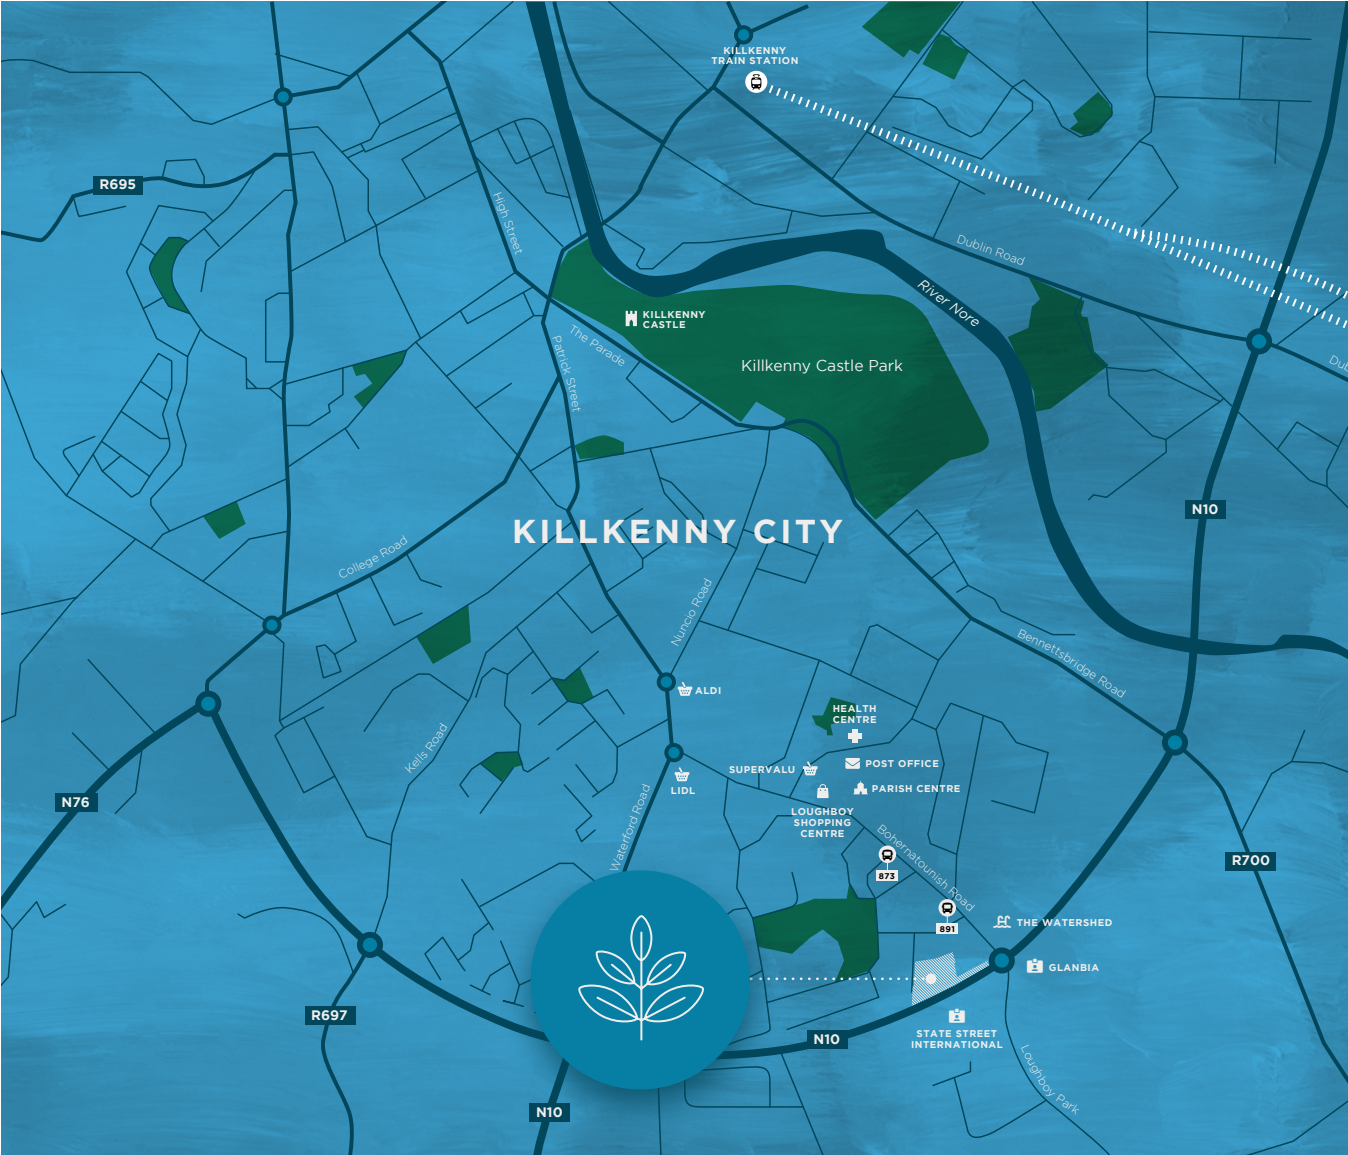 KILLKENNY
TRAIN STATION
R695
High Street
Dublin Road
River Nore
KILLKENNY
CASTLE
The Parade
Patrick Street
Killkenny Castle Park
Dub
N10
KILLKENNY CITY
College Road
Nuncio Road
Bennettsbridge Road
ALDI
HEALTH
CENTRE
Kells Road
SUPERVALU
POST OFFICE
LIDL
PARISH CENTRE
N76
LOUGHBOY
SHOPPING
CENTRE
Waterford Road
Bohernatounish Road
R700
873
891
THE WATERSHED
GLANBIA
R697
STATE STREET
INTERNATIONAL
N10
Loughboy Park
N10